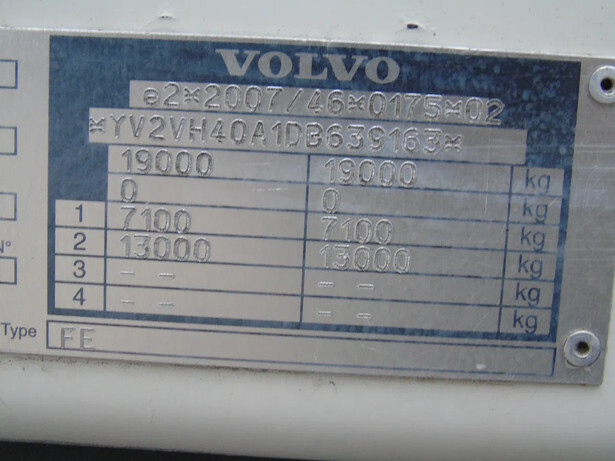 VOLVO
e2*2007/46*0175*02
*YV2VH40A1DB639163*
19000 19000 kg
0 0 kg
1 7100 7100 kg
2 13000 13000 kg
3 - - - - kg
4 - - - - kg
N°
Type FE